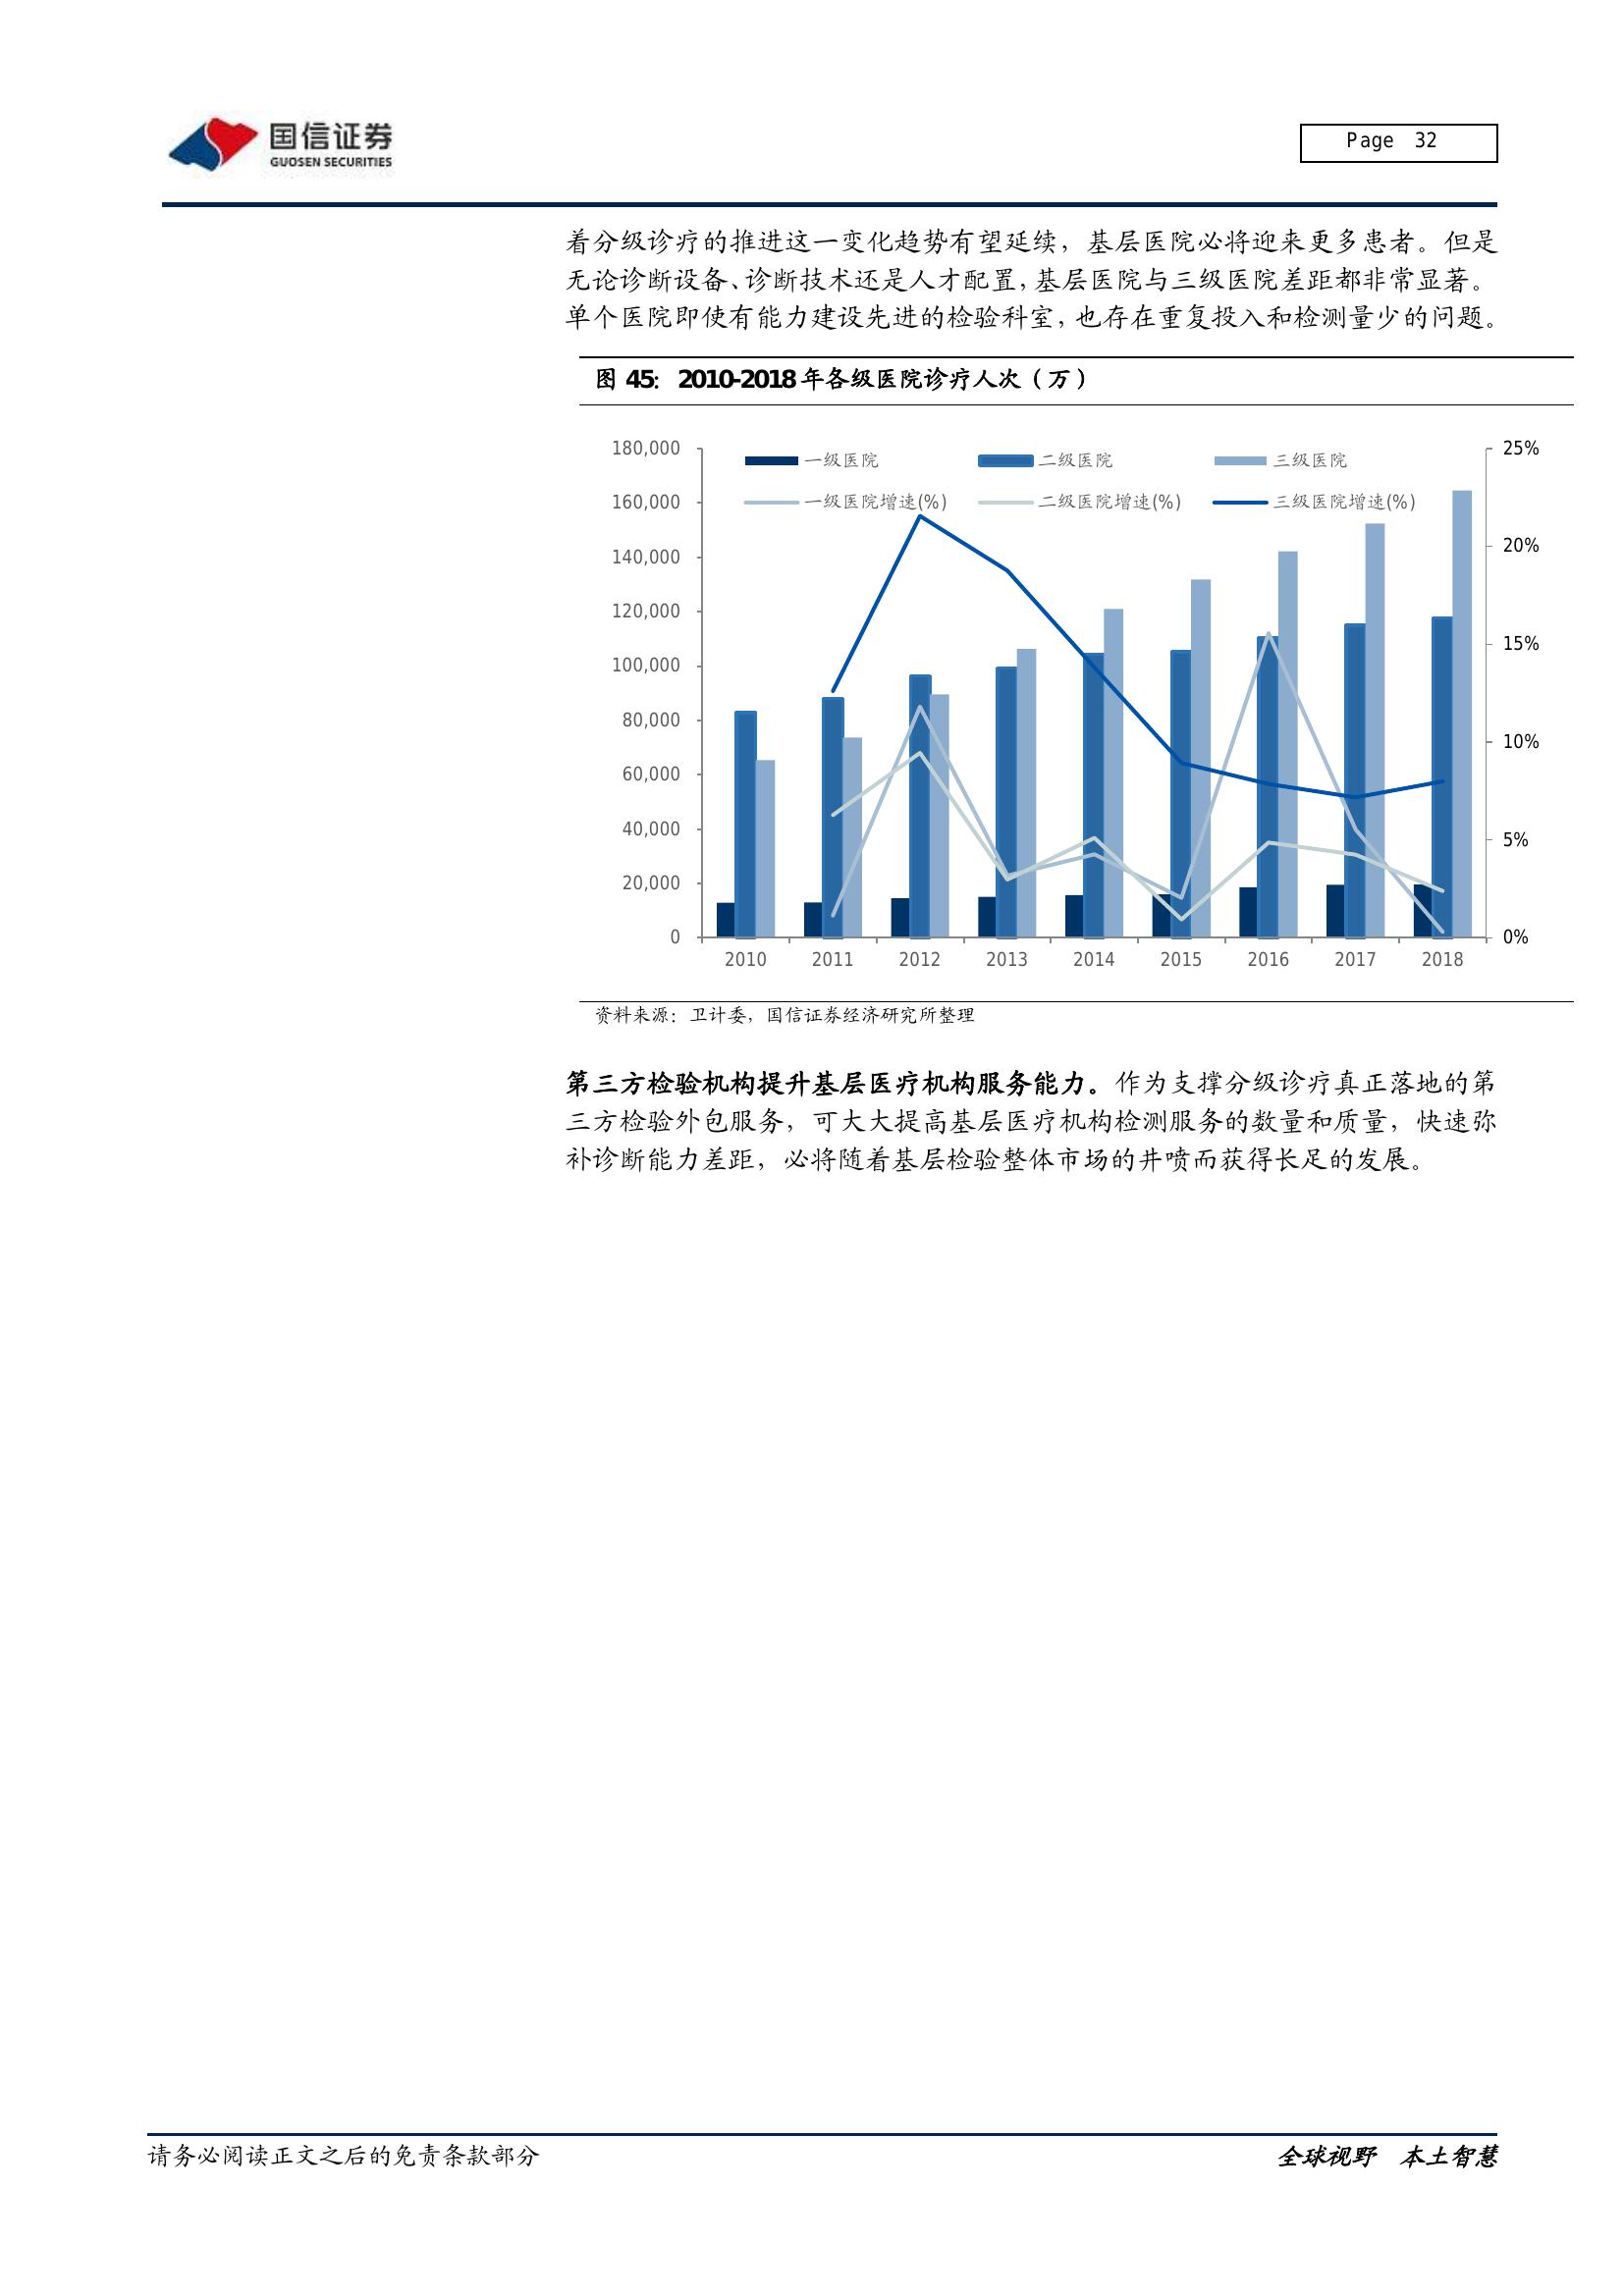 国信证券
GUOSEN SECURITIES
Page 32
着分级诊疗的推进这一变化趋势有望延续，基层医院必将迎来更多患者。但是
无论诊断设备、诊断技术还是人才配置，基层医院与三级医院差距都非常显著。
单个医院即使有能力建设先进的检验科室，也存在重复投入和检测量少的问题。
图 45：2010-2018 年各级医院诊疗人次（万）
一级医院 二级医院 三级医院
一级医院增速(%) 二级医院增速(%) 三级医院增速(%)
180,000
160,000
140,000
120,000
100,000
80,000
60,000
40,000
20,000
0
25%
20%
15%
10%
5%
0%
2010 2011 2012 2013 2014 2015 2016 2017 2018
资料来源：卫计委，国信证券经济研究所整理
第三方检验机构提升基层医疗机构服务能力。作为支撑分级诊疗真正落地的第
三方检验外包服务，可大大提高基层医疗机构检测服务的数量和质量，快速弥
补诊断能力差距，必将随着基层检验整体市场的井喷而获得长足的发展。
请务必阅读正文之后的免责条款部分
全球视野 本土智慧